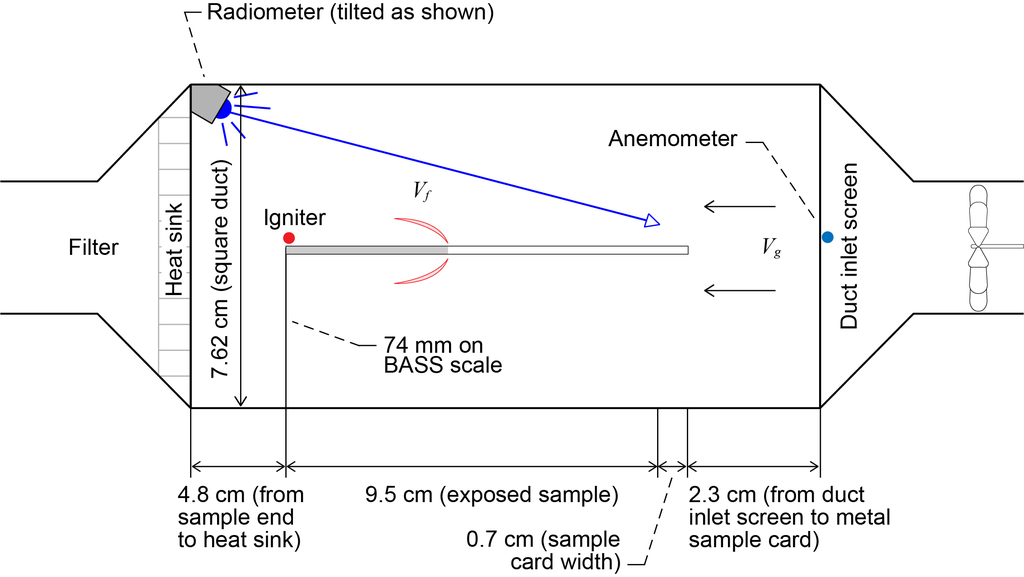 Radiometer (tilted as shown)
Anemometer
Vf
Igniter
Filter
Heat sink
7.62 cm (square duct)
Vg
Duct inlet screen
74 mm on
BASS scale
4.8 cm (from
sample end
to heat sink)
9.5 cm (exposed sample)
0.7 cm (sample
card width)
2.3 cm (from duct
inlet screen to metal
sample card)